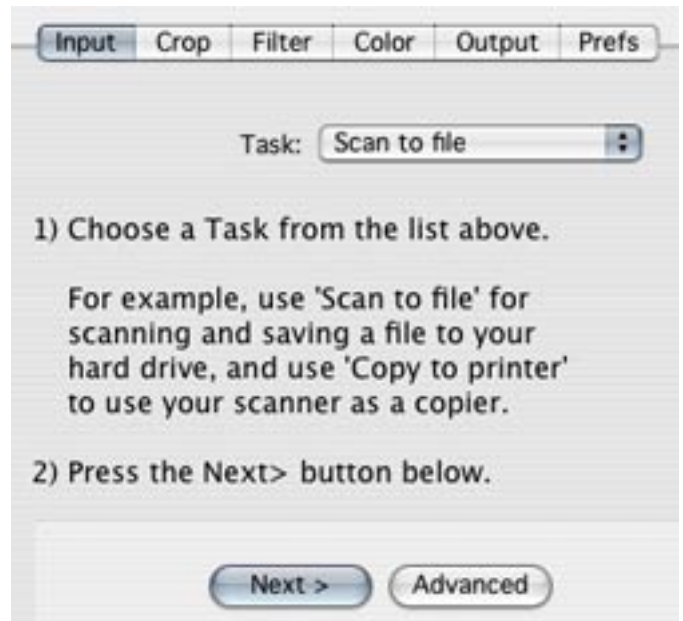 Input Crop Filter Color Output Prefs
Task: Scan to file
1) Choose a Task from the list above.
For example, use 'Scan to file' for
scanning and saving a file to your
hard drive, and use 'Copy to printer'
to use your scanner as a copier.
2) Press the Next> button below.
Next > Advanced